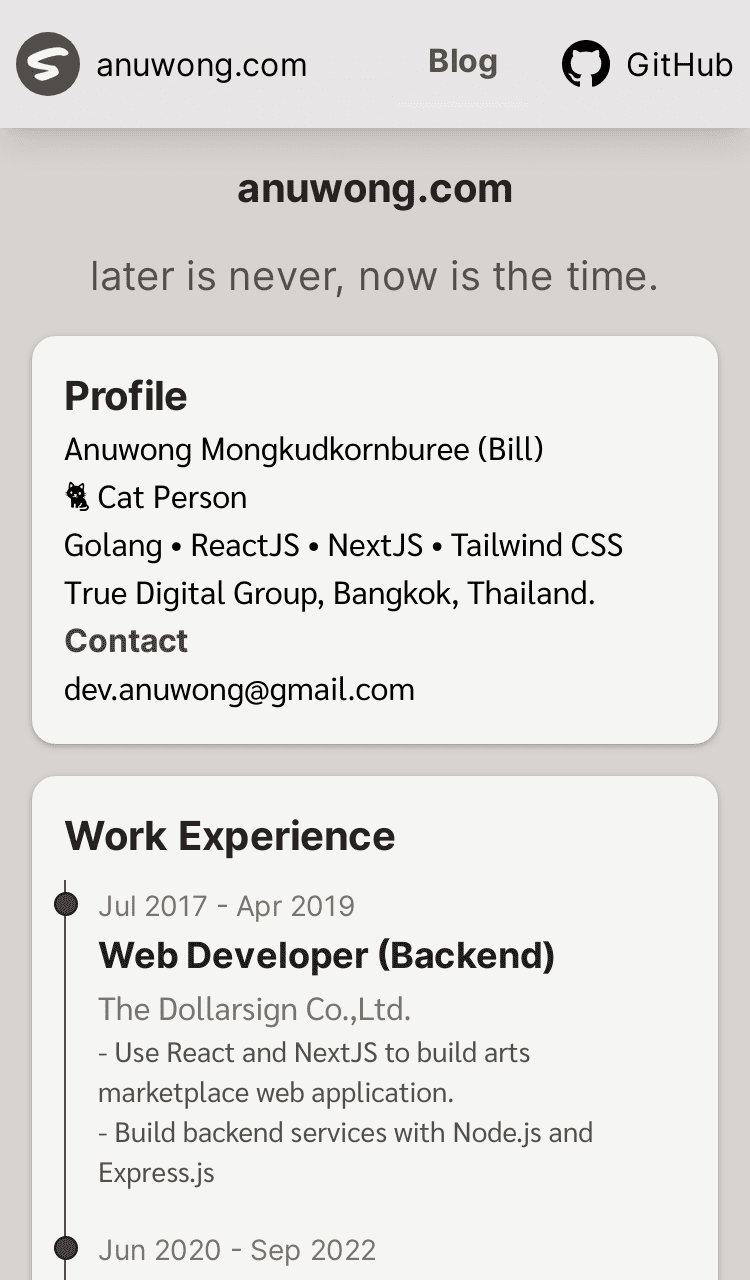 anuwong.com
Blog
GitHub
anuwong.com
later is never, now is the time.
Profile
Anuwong Mongkudkornburee (Bill)
🐈 Cat Person
Golang • ReactJS • NextJS • Tailwind CSS
True Digital Group, Bangkok, Thailand.
Contact
dev.anuwong@gmail.com
Work Experience
Jul 2017 - Apr 2019
Web Developer (Backend)
The Dollarsign Co.,Ltd.
- Use React and NextJS to build arts
marketplace web application.
- Build backend services with Node.js and
Express.js
Jun 2020 - Sep 2022